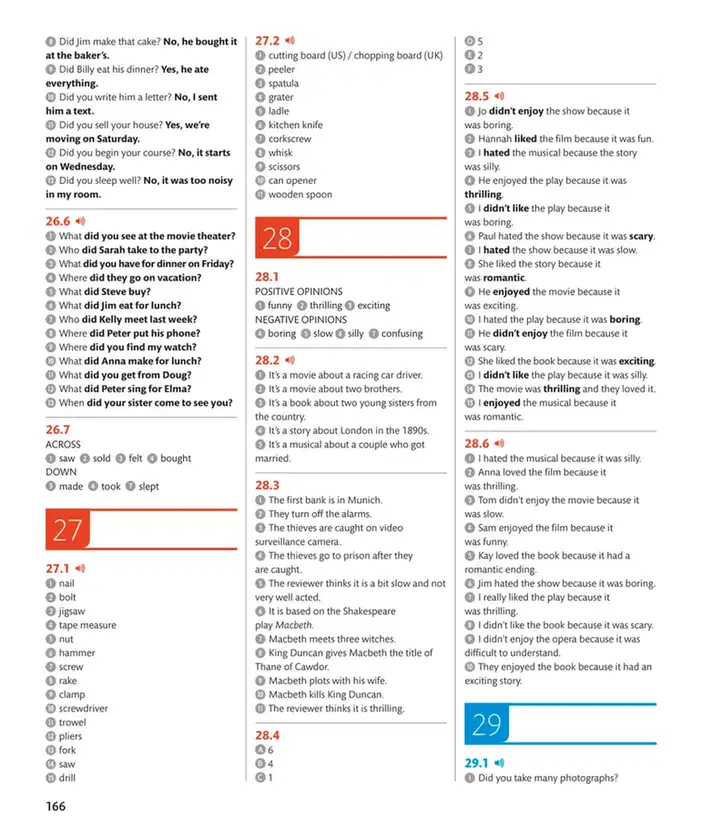 8 Did Jim make that cake? No, he bought it
at the baker's.
9 Did Billy eat his dinner? Yes, he ate
everything.
10 Did you write him a letter? No, I sent
him a text.
11 Did you sell your house? Yes, we're
moving on Saturday.
12 Did you begin your course? No, it starts
on Wednesday.
13 Did you sleep well? No, it was too noisy
in my room.
26.6
1 What did you see at the movie theater?
2 Who did Sarah take to the party?
3 What did you have for dinner on Friday?
4 Where did they go on vacation?
5 What did Steve buy?
6 What did Jim eat for lunch?
7 Who did Kelly meet last week?
8 Where did Peter put his phone?
9 Where did you find my watch?
10 What did Anna make for lunch?
11 What did you get from Doug?
12 What did Peter sing for Elma?
13 When did your sister come to see you?
26.7
ACROSS
1 saw 2 sold 3 felt 4 bought
DOWN
5 made 6 took 7 slept
27
27.1
1 nail
2 bolt
3 jigsaw
4 tape measure
5 nut
6 hammer
7 screw
8 rake
9 clamp
10 screwdriver
11 trowel
12 pliers
13 fork
14 saw
15 drill
166
27.2
1 cutting board (US) / chopping board (UK)
2 peeler
3 spatula
4 grater
5 ladle
6 kitchen knife
7 corkscrew
8 whisk
9 scissors
10 can opener
11 wooden spoon
28
28.1
POSITIVE OPINIONS
1 funny 2 thrilling 3 exciting
NEGATIVE OPINIONS
4 boring 5 slow 6 silly 7 confusing
28.2
1 It's a movie about a racing car driver.
2 It's a movie about two brothers.
3 It's a book about two young sisters from
the country.
4 It's a story about London in the 1890s.
5 It's a musical about a couple who got
married.
28.3
1 The first bank is in Munich.
2 They turn off the alarms.
3 The thieves are caught on video
surveillance camera.
4 The thieves go to prison after they
are caught.
5 The reviewer thinks it is a bit slow and not
very well acted.
6 It is based on the Shakespeare
play Macbeth.
7 Macbeth meets three witches.
8 King Duncan gives Macbeth the title of
Thane of Cawdor.
9 Macbeth plots with his wife.
10 Macbeth kills King Duncan.
11 The reviewer thinks it is thrilling.
28.4
A 6
B 4
C 1
D 5
E 2
F 3
28.5
1 Jo didn't enjoy the show because it
was boring.
2 Hannah liked the film because it was fun.
3 I hated the musical because the story
was silly.
4 He enjoyed the play because it was
thrilling.
5 I didn't like the play because it
was boring.
6 Paul hated the show because it was scary.
7 I hated the show because it was slow.
8 She liked the story because it
was romantic.
9 He enjoyed the movie because it
was exciting.
10 I hated the play because it was boring.
11 He didn't enjoy the film because it
was scary.
12 She liked the book because it was exciting.
13 I didn't like the play because it was silly.
14 The movie was thrilling and they loved it.
15 I enjoyed the musical because it
was romantic.
28.6
1 I hated the musical because it was silly.
2 Anna loved the film because it
was thrilling.
3 Tom didn't enjoy the movie because it
was slow.
4 Sam enjoyed the film because it
was funny.
5 Kay loved the book because it had a
romantic ending.
6 Jim hated the show because it was boring.
7 I really liked the play because it
was thrilling.
8 I didn't like the book because it was scary.
9 I didn't enjoy the opera because it was
difficult to understand.
10 They enjoyed the book because it had an
exciting story.
29
29.1
1 Did you take many photographs?